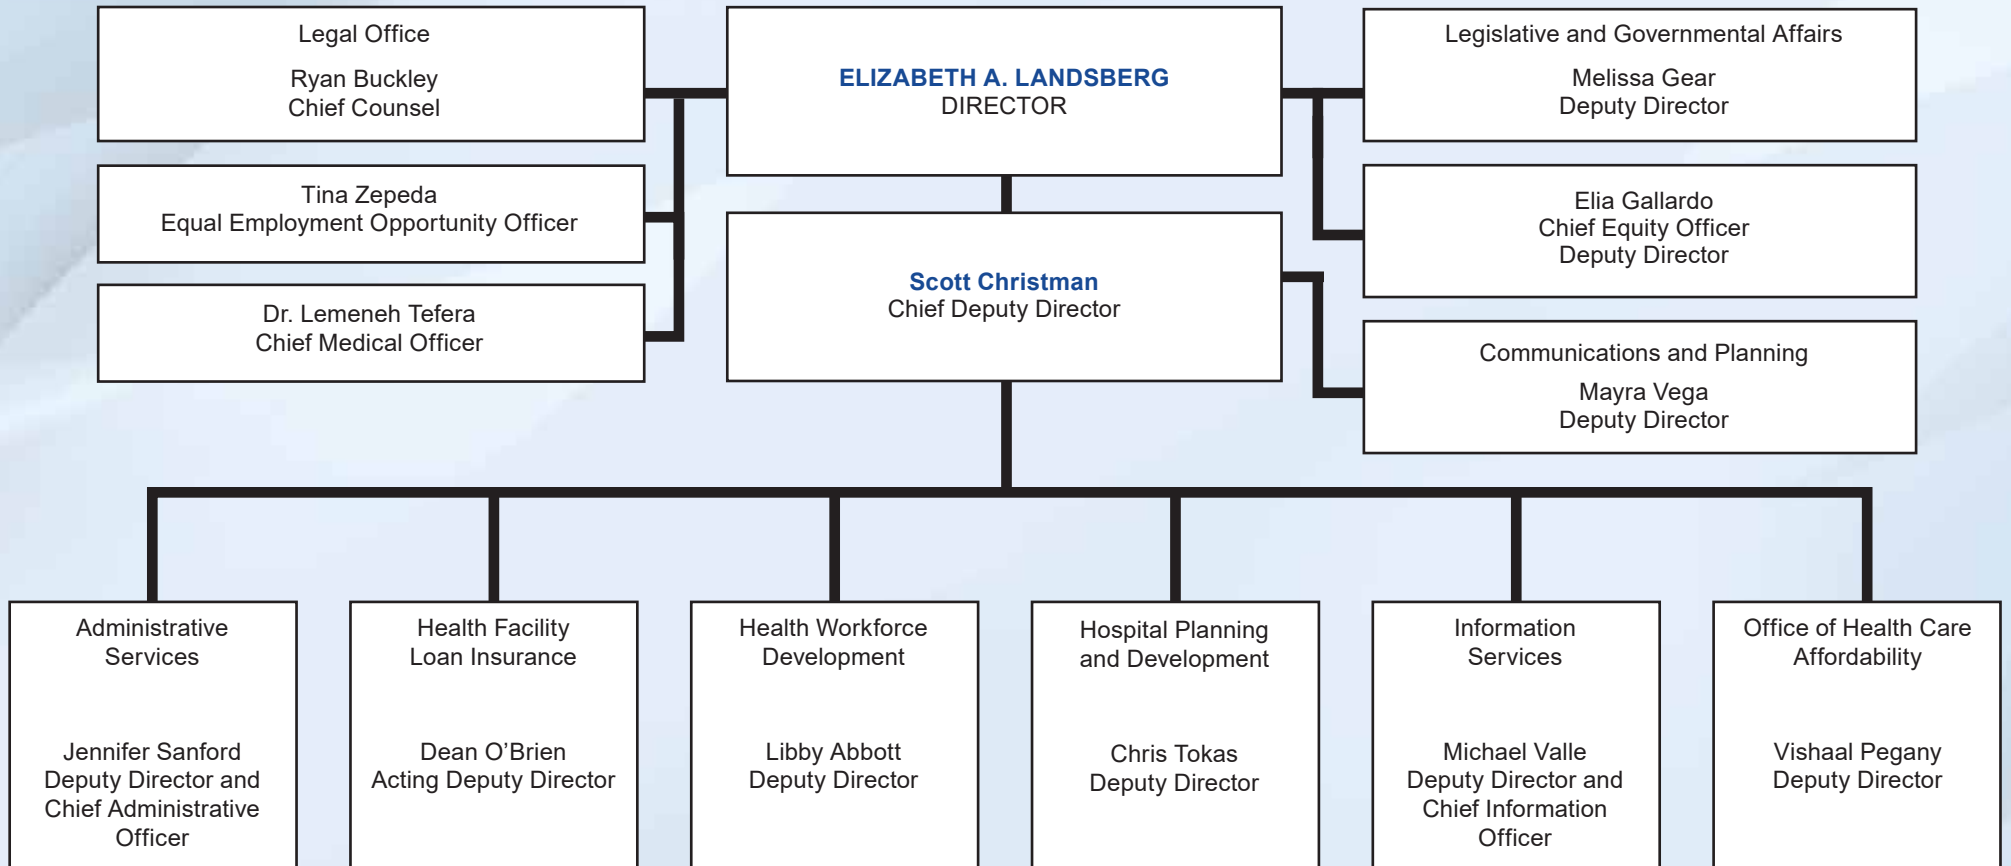 Legal Office
Ryan Buckley
Chief Counsel
Tina Zepeda
Equal Employment Opportunity Officer
Dr. Lemeneh Tefera
Chief Medical Officer
ELIZABETH A. LANDSBERG
DIRECTOR
Scott Christman
Chief Deputy Director
Legislative and Governmental Affairs
Melissa Gear
Deputy Director
Elia Gallardo
Chief Equity Officer
Deputy Director
Communications and Planning
Mayra Vega
Deputy Director
Administrative
Services
Jennifer Sanford
Deputy Director and
Chief Administrative
Officer
Health Facility
Loan Insurance
Dean O’Brien
Acting Deputy Director
Health Workforce
Development
Libby Abbott
Deputy Director
Hospital Planning
and Development
Chris Tokas
Deputy Director
Information
Services
Michael Valle
Deputy Director and
Chief Information
Officer
Office of Health Care
Affordability
Vishaal Pegany
Deputy Director